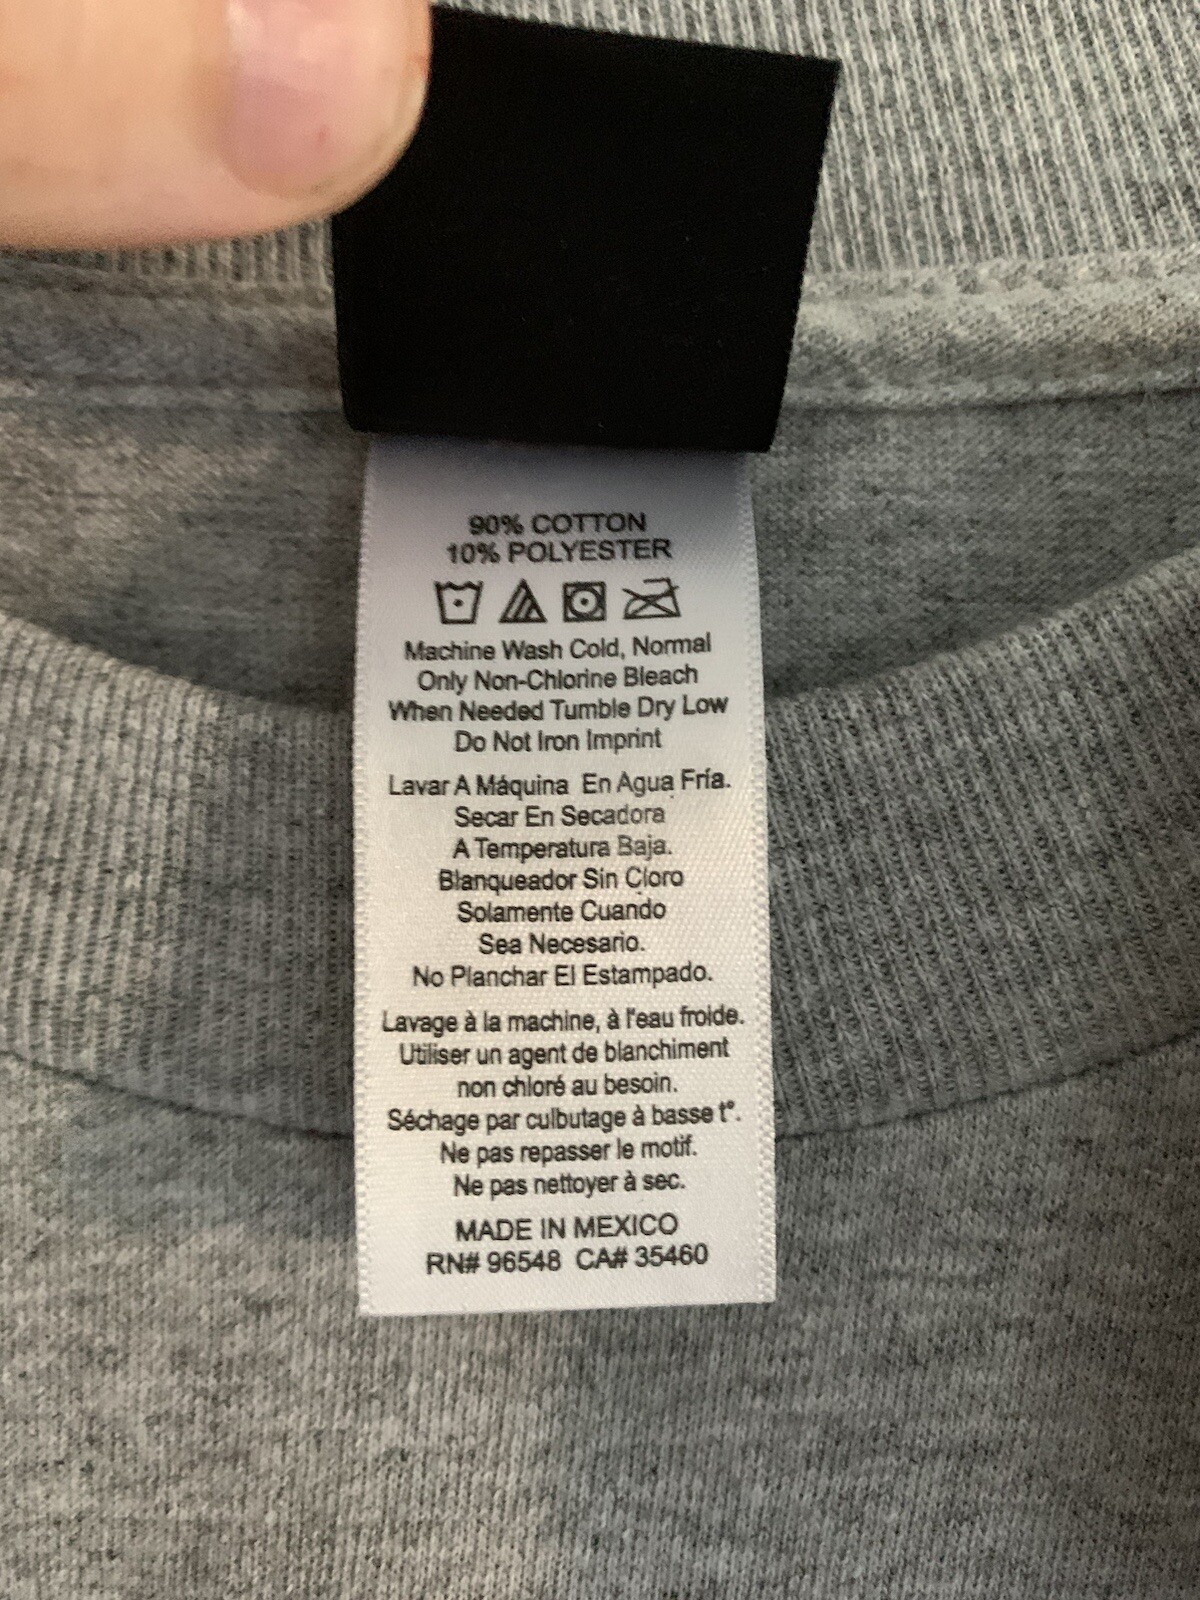 90% COTTON
10% POLYESTER
Machine Wash Cold, Normal
Only Non-Chlorine Bleach
When Needed Tumble Dry Low
Do Not Iron Imprint
Lavar A Máquina En Agua Fría.
Secar En Secadora
A Temperatura Baja.
Blanqueador Sin Cloro
Solamente Cuando
Sea Necesario.
No Planchar El Estampado.
Lavage à la machine, à l'eau froide.
Utiliser un agent de blanchiment
non chloré au besoin.
Séchage par culbutage à basse t°.
Ne pas repasser le motif.
Ne pas nettoyer à sec.
MADE IN MEXICO
RN# 96548 CA# 35460